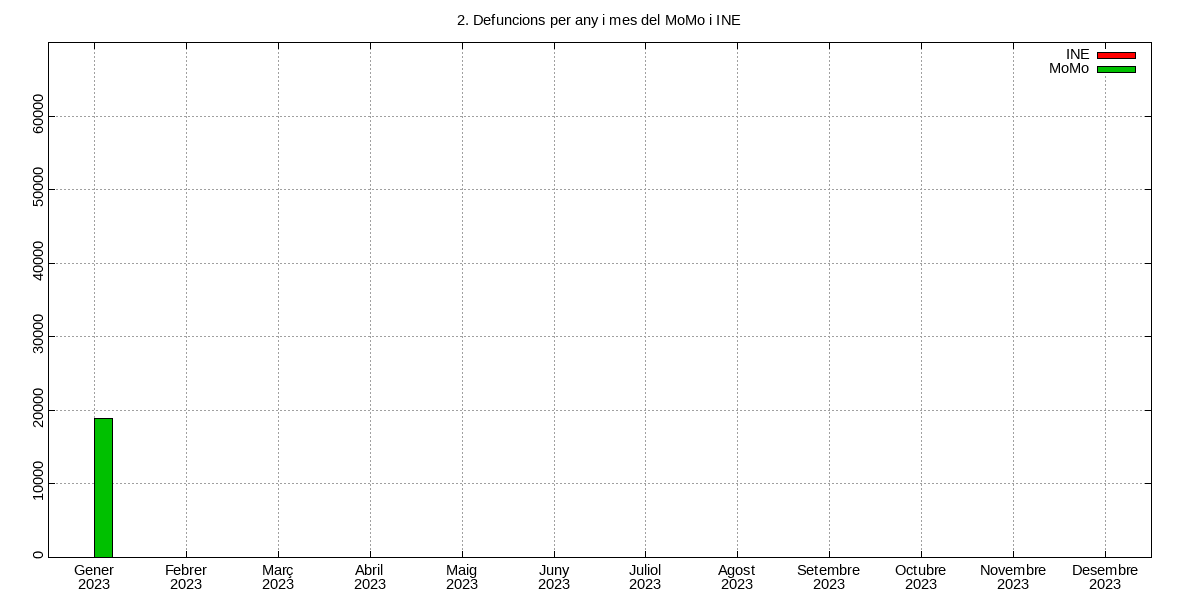 2. Defuncions per any i mes del MoMo i INE
INE
MoMo
60000
50000
40000
30000
20000
10000
0
Gener Febrer Març Abril Maig Juny Juliol Agost Setembre Octubre Novembre Desembre
2023 2023 2023 2023 2023 2023 2023 2023 2023 2023 2023 2023